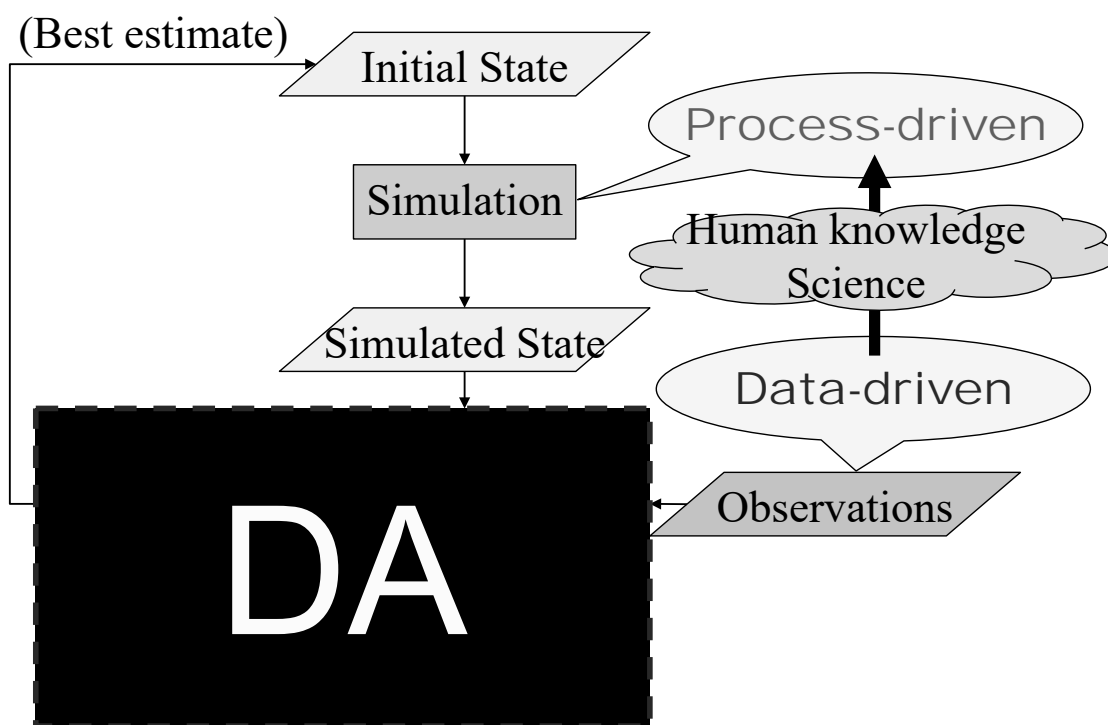 (Best estimate)
Initial State
Process-driven
Simulation
Human knowledge
Science
Simulated State
Data-driven
Observations
DA